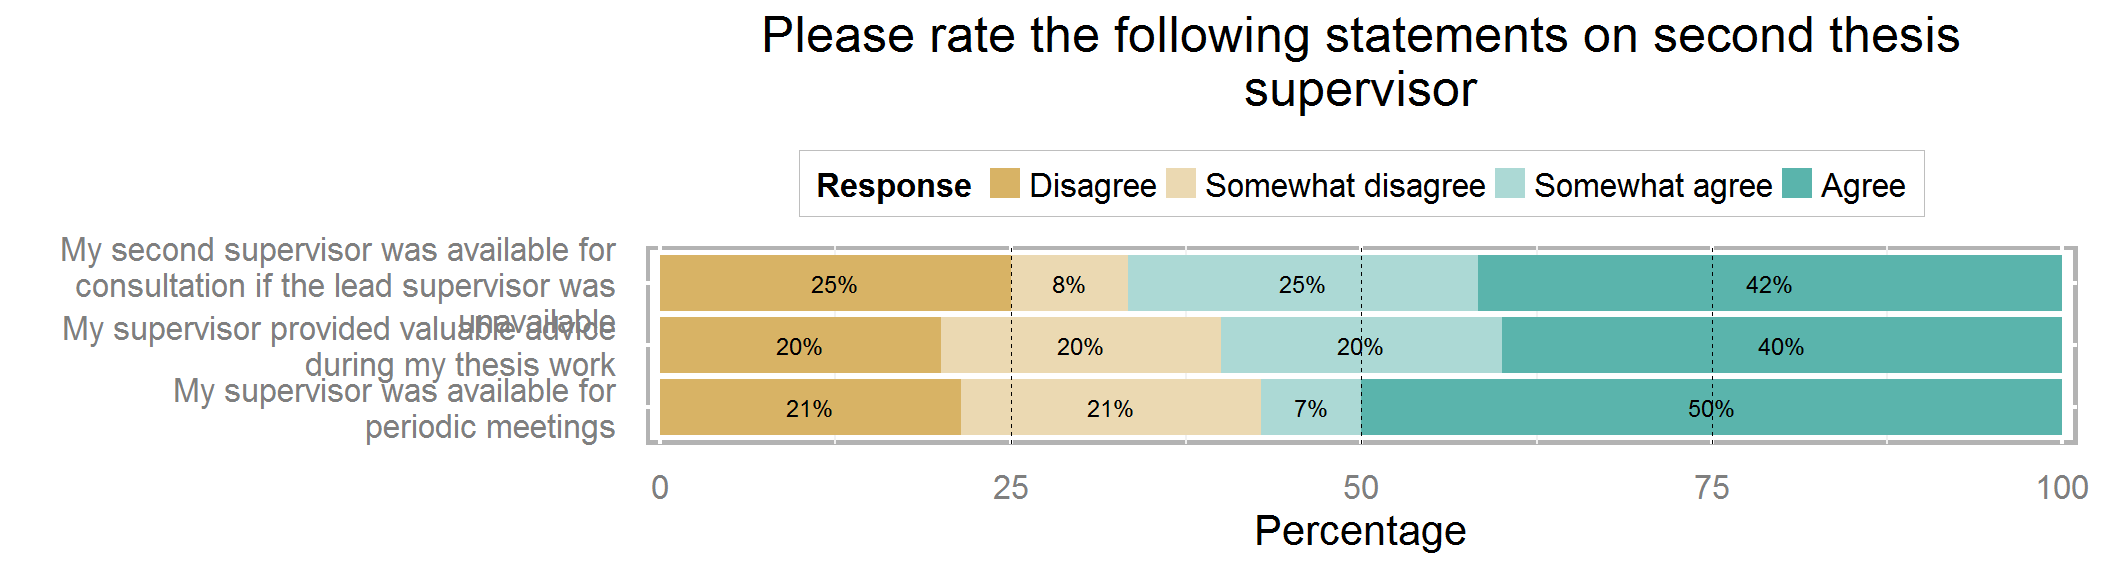 Please rate the following statements on second thesis
supervisor
Response Disagree Somewhat disagree Somewhat agree Agree
My second supervisor was available for
consultation if the lead supervisor was
unavailable
25% 8% 25% 42%
My supervisor provided valuable advice
during my thesis work
20% 20% 20% 40%
My supervisor was available for
periodic meetings
21% 21% 7% 50%
0 25 50 75 100
Percentage